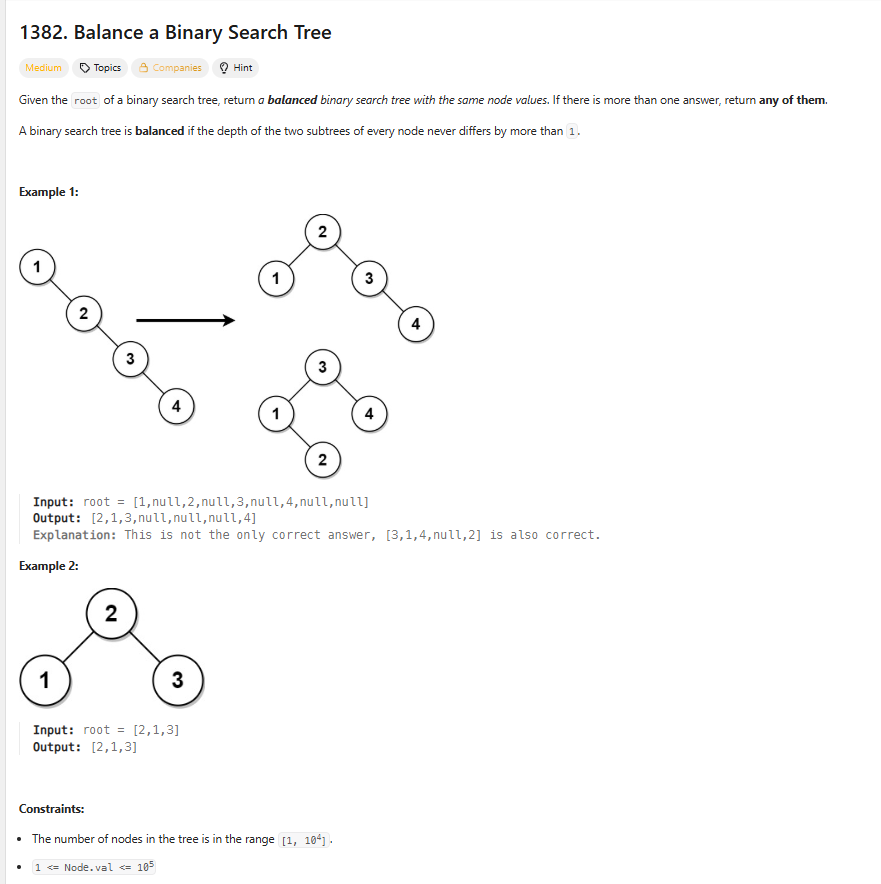 1382. Balance a Binary Search Tree
Medium Topics Companies Hint
Given the root of a binary search tree, return a balanced binary search tree with the same node values. If there is more than one answer, return any of them.
A binary search tree is balanced if the depth of the two subtrees of every node never differs by more than 1.
Example 1:
2
1
1 3
2
4
3
3
4
1 4
2
Input: root = [1,null,2,null,3,null,4,null,null]
Output: [2,1,3,null,null,null,4]
Explanation: This is not the only correct answer, [3,1,4,null,2] is also correct.
Example 2:
2
1 3
Input: root = [2,1,3]
Output: [2,1,3]
Constraints:
• The number of nodes in the tree is in the range [1, 10⁴].
• 1 <= Node.val <= 10⁵